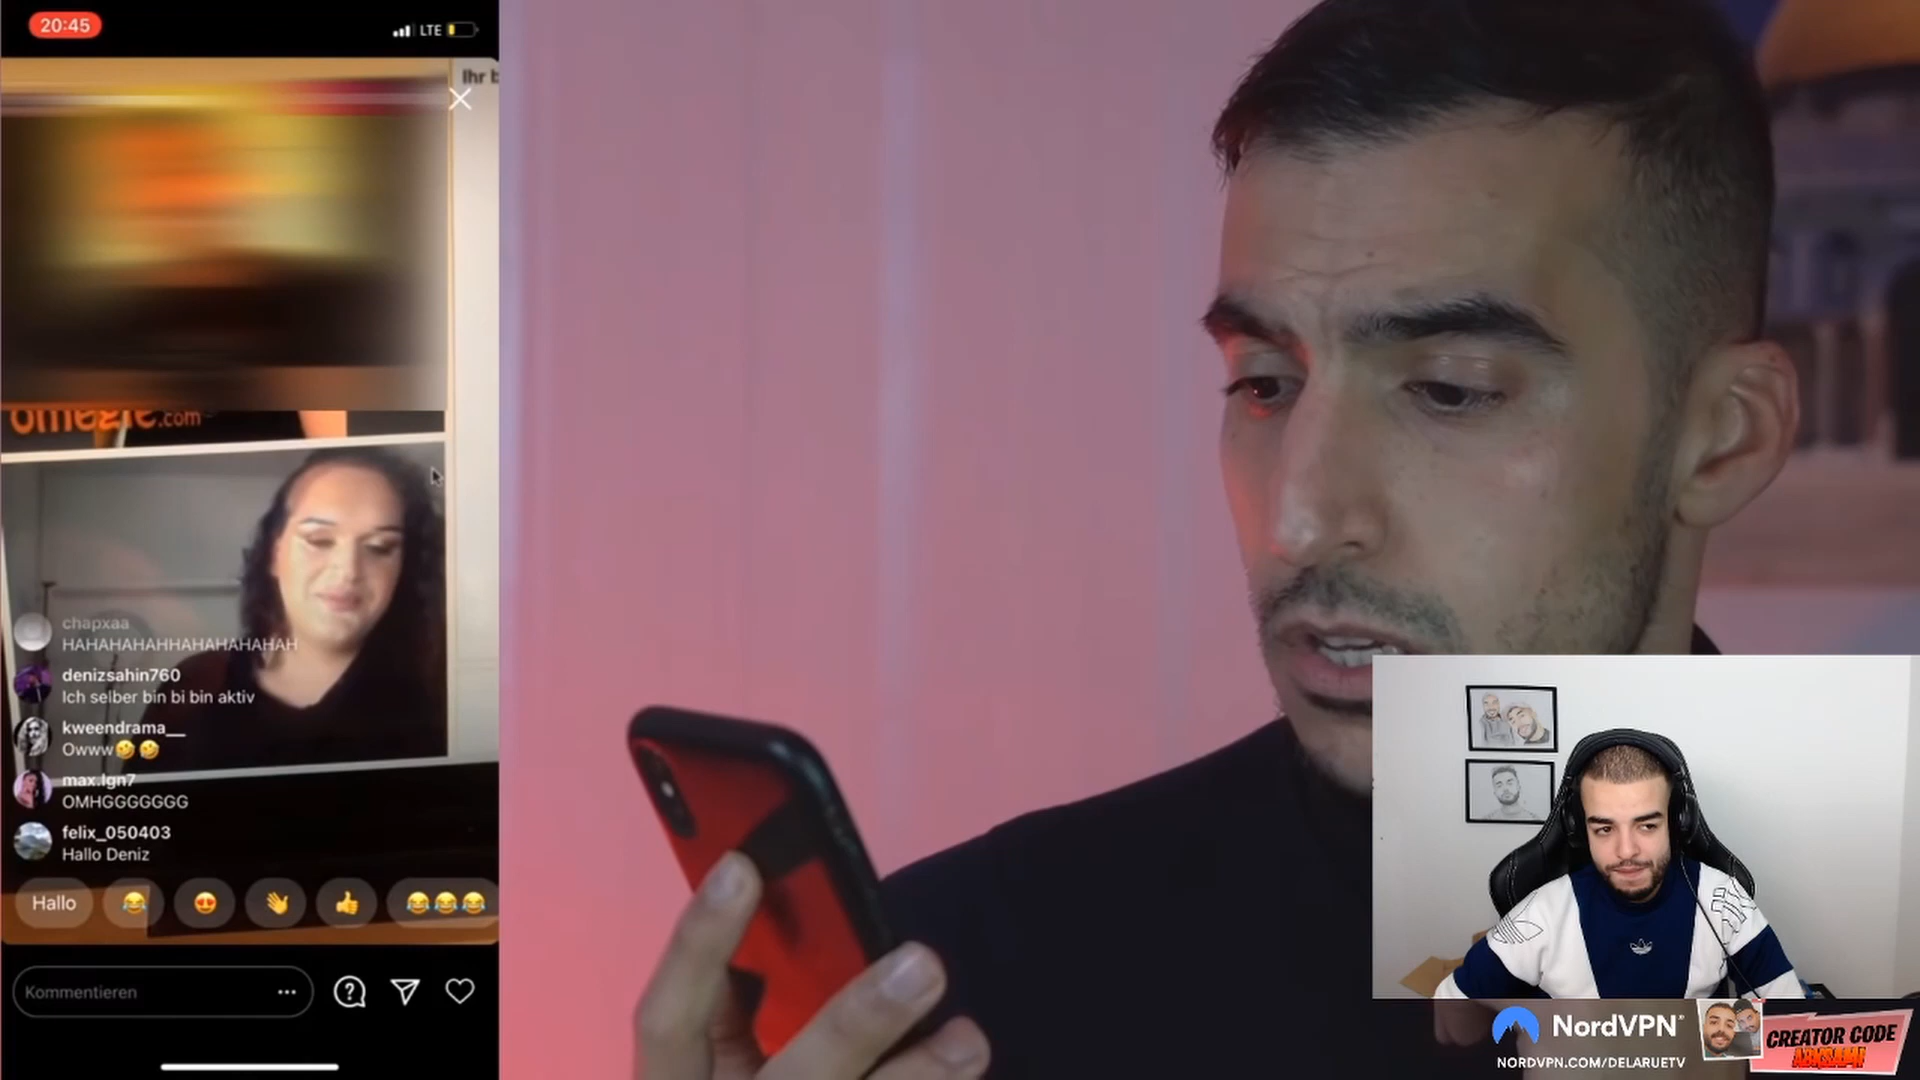 20:45
LTE
Ihr b
omegle.com
chapxaa
HAHAHAHAHHAHAHAHAHAH
denizsahin760
Ich selber bin bi bin aktiv
kweendrama__
Owww🤣🤣
max.lgn7
OMHGGGGGGG
felix_050403
Hallo Deniz
Hallo
Kommentieren
NordVPN®
NORDVPN.COM/DELARUETV
CREATOR CODE